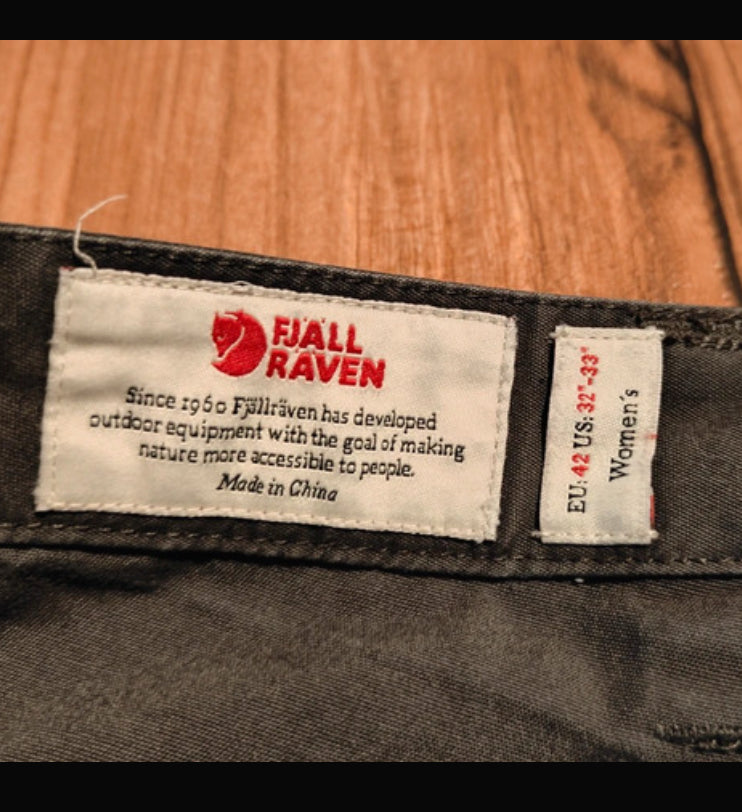 FJÄLL
RÄVEN
Since 1960 Fjällräven has developed
outdoor equipment with the goal of making
nature more accessible to people.
Made in China
EU: 42 US: 32"-33"
Women's